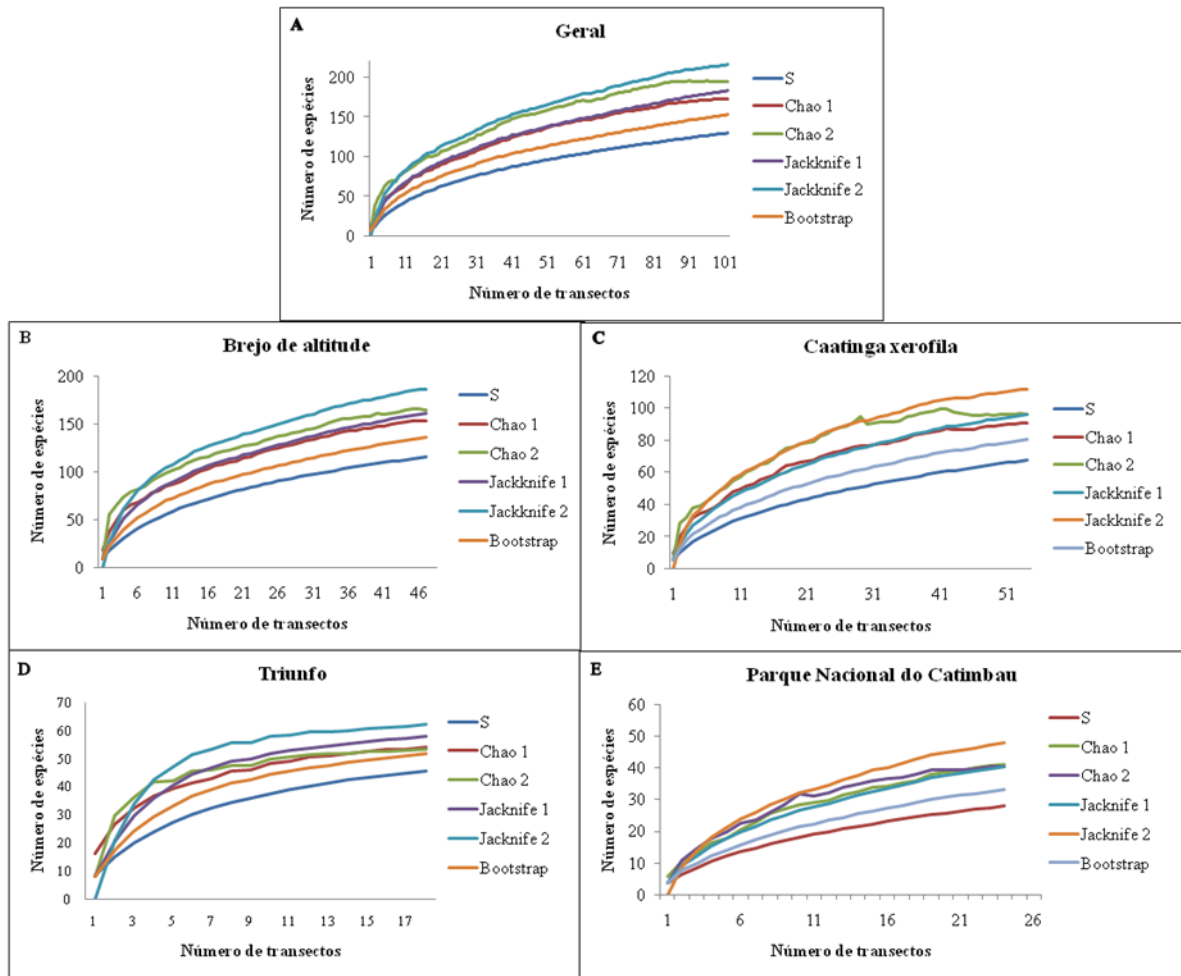 A
Geral
Número de espécies
200
150
100
50
0
1 11 21 31 41 51 61 71 81 91 101
Número de transectos
S
Chao 1
Chao 2
Jackknife 1
Jackknife 2
Bootstrap
B
Brejo de altitude
Número de espécies
200
150
100
50
0
1 6 11 16 21 26 31 36 41 46
Número de transectos
S
Chao 1
Chao 2
Jackknife 1
Jackknife 2
Bootstrap
C
Caatinga xerofila
Número de espécies
120
100
80
60
40
20
0
1 11 21 31 41 51
Número de transectos
S
Chao 1
Chao 2
Jackknife 1
Jackknife 2
Bootstrap
D
Triunfo
Número de espécies
70
60
50
40
30
20
10
0
1 3 5 7 9 11 13 15 17
Número de transectos
S
Chao 1
Chao 2
Jacknife 1
Jacknife 2
Bootstrap
E
Parque Nacional do Catimbau
Número de espécies
60
50
40
30
20
10
0
1 6 11 16 21 26
Número de transectos
S
Chao 1
Chao 2
Jacknife 1
Jacknife 2
Bootstrap